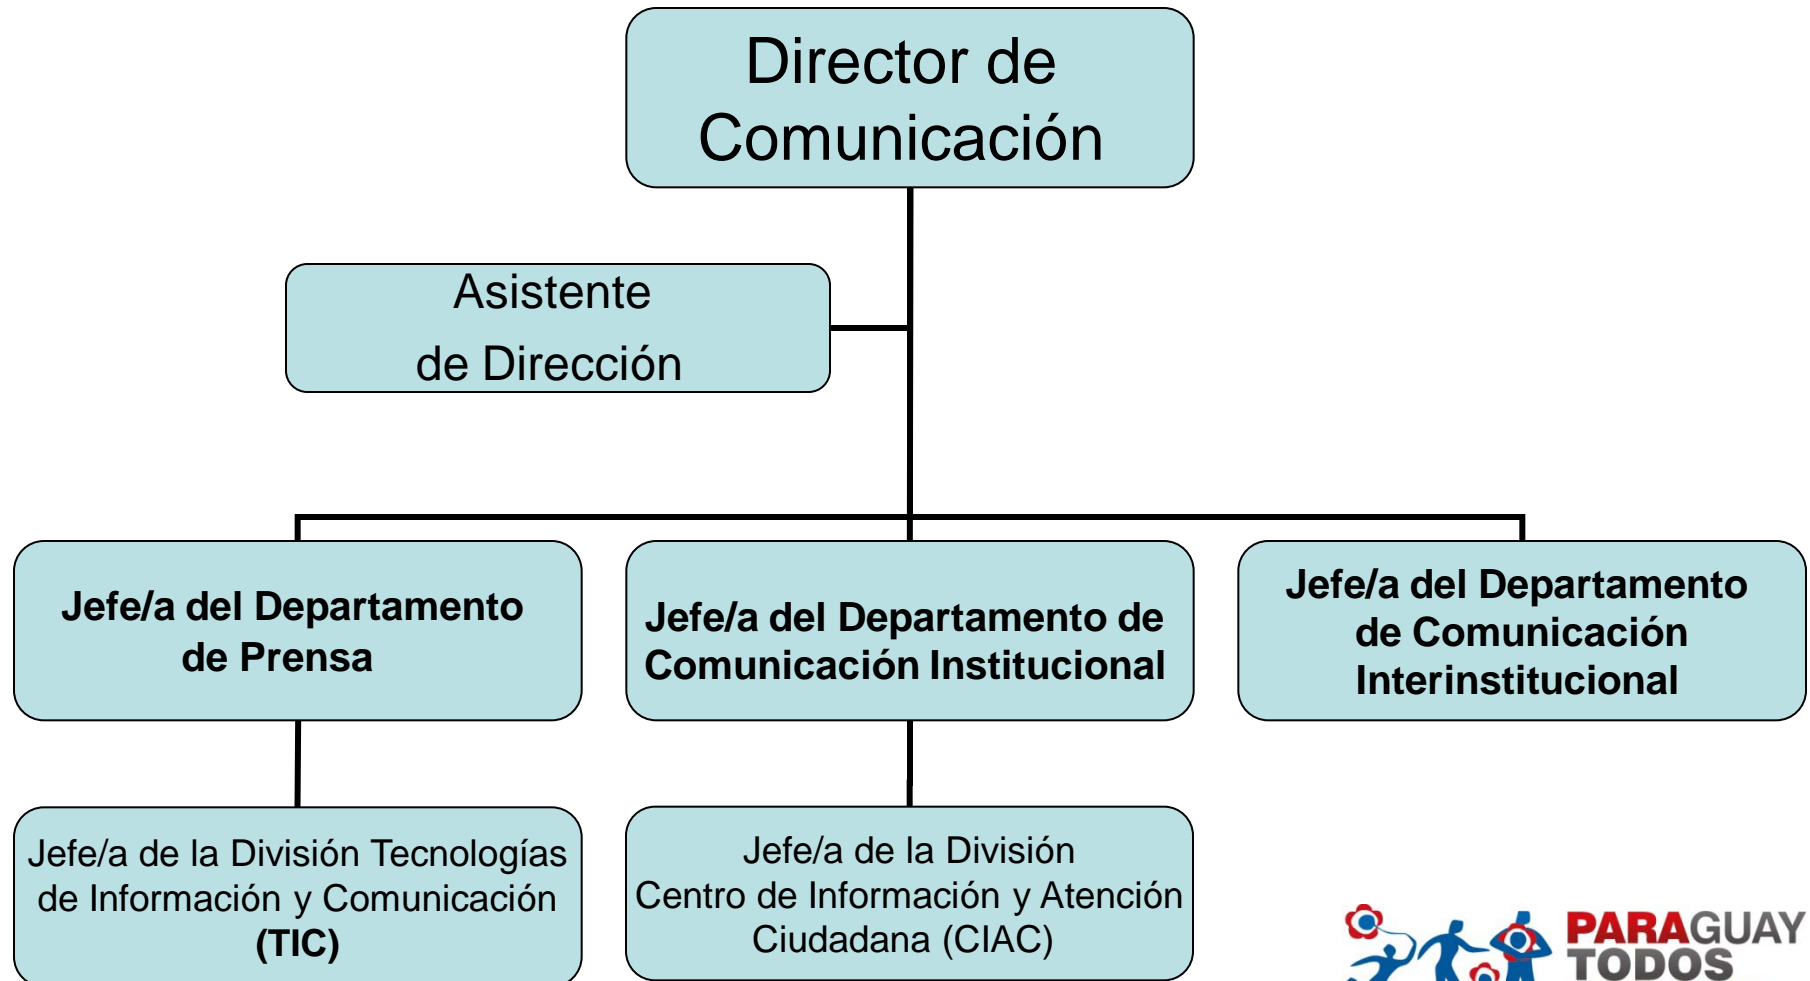 Director de
Comunicación
Asistente
de Dirección
Jefe/a del Departamento
de Prensa
Jefe/a del Departamento de
Comunicación Institucional
Jefe/a del Departamento
de Comunicación
Interinstitucional
Jefe/a de la División Tecnologías
de Información y Comunicación
(TIC)
Jefe/a de la División
Centro de Información y Atención
Ciudadana (CIAC)
PARAGUAY
TODOS